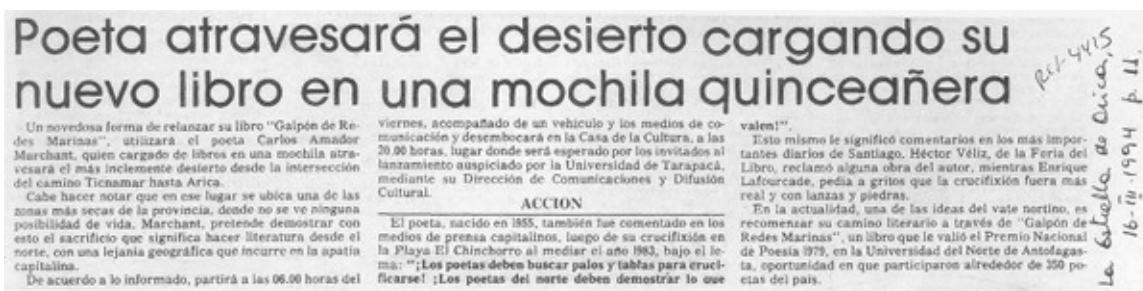 Poeta atravesará el desierto cargando su
nuevo libro en una mochila quinceañera
Un novedosa forma de relanzar su libro "Galpón de Re-
des Marinas", utilizará el poeta Carlos Amador
Marchant, quien cargado de libros en una mochila atra-
vesará el más inclemente desierto desde la intersección
del camino Ticnamar hasta Arica.
Cabe hacer notar que en ese lugar se ubica una de las
zonas más secas de la provincia, donde no se ve ninguna
posibilidad de vida. Marchant, pretende demostrar con
esto el sacrificio que significa hacer literatura desde el
norte, con una lejanía geográfica que incurre en la apatía
capitalina.
De acuerdo a lo informado, partirá a las 06.00 horas del
viernes, acompañado de un vehículo y los medios de co-
municación y desembocará en la Casa de la Cultura, a las
20.00 horas, lugar donde será esperado por los invitados al
lanzamiento auspiciado por la Universidad de Tarapacá,
mediante su Dirección de Comunicaciones y Difusión
Cultural.
ACCION
El poeta, nacido en 1955, también fue comentado en los
medios de prensa capitalinos, luego de su crucifixión en
la Playa El Chinchorro al mediar el año 1983, bajo el le-
ma: "¡Los poetas deben buscar palos y tablas para cruci-
ficarse! ¡Los poetas del norte deben demostrar lo que
valen!".
Esto mismo le significó comentarios en los más impor-
tantes diarios de Santiago. Héctor Véliz, de la Feria del
Libro, reclamó alguna obra del autor, mientras Enrique
Lafourcade, pedía a gritos que la crucifixión fuera más
real y con lanzas y piedras.
En la actualidad, una de las ideas del vate nortino, es
recomenzar su camino literario a través de "Galpón de
Redes Marinas", un libro que le valió el Premio Nacional
de Poesía 1979, en la Universidad del Norte de Antofagas-
ta, oportunidad en que participaron alrededor de 350 po-
etas del país.
La Estrella de Arica,
16-III-1994 p. 11